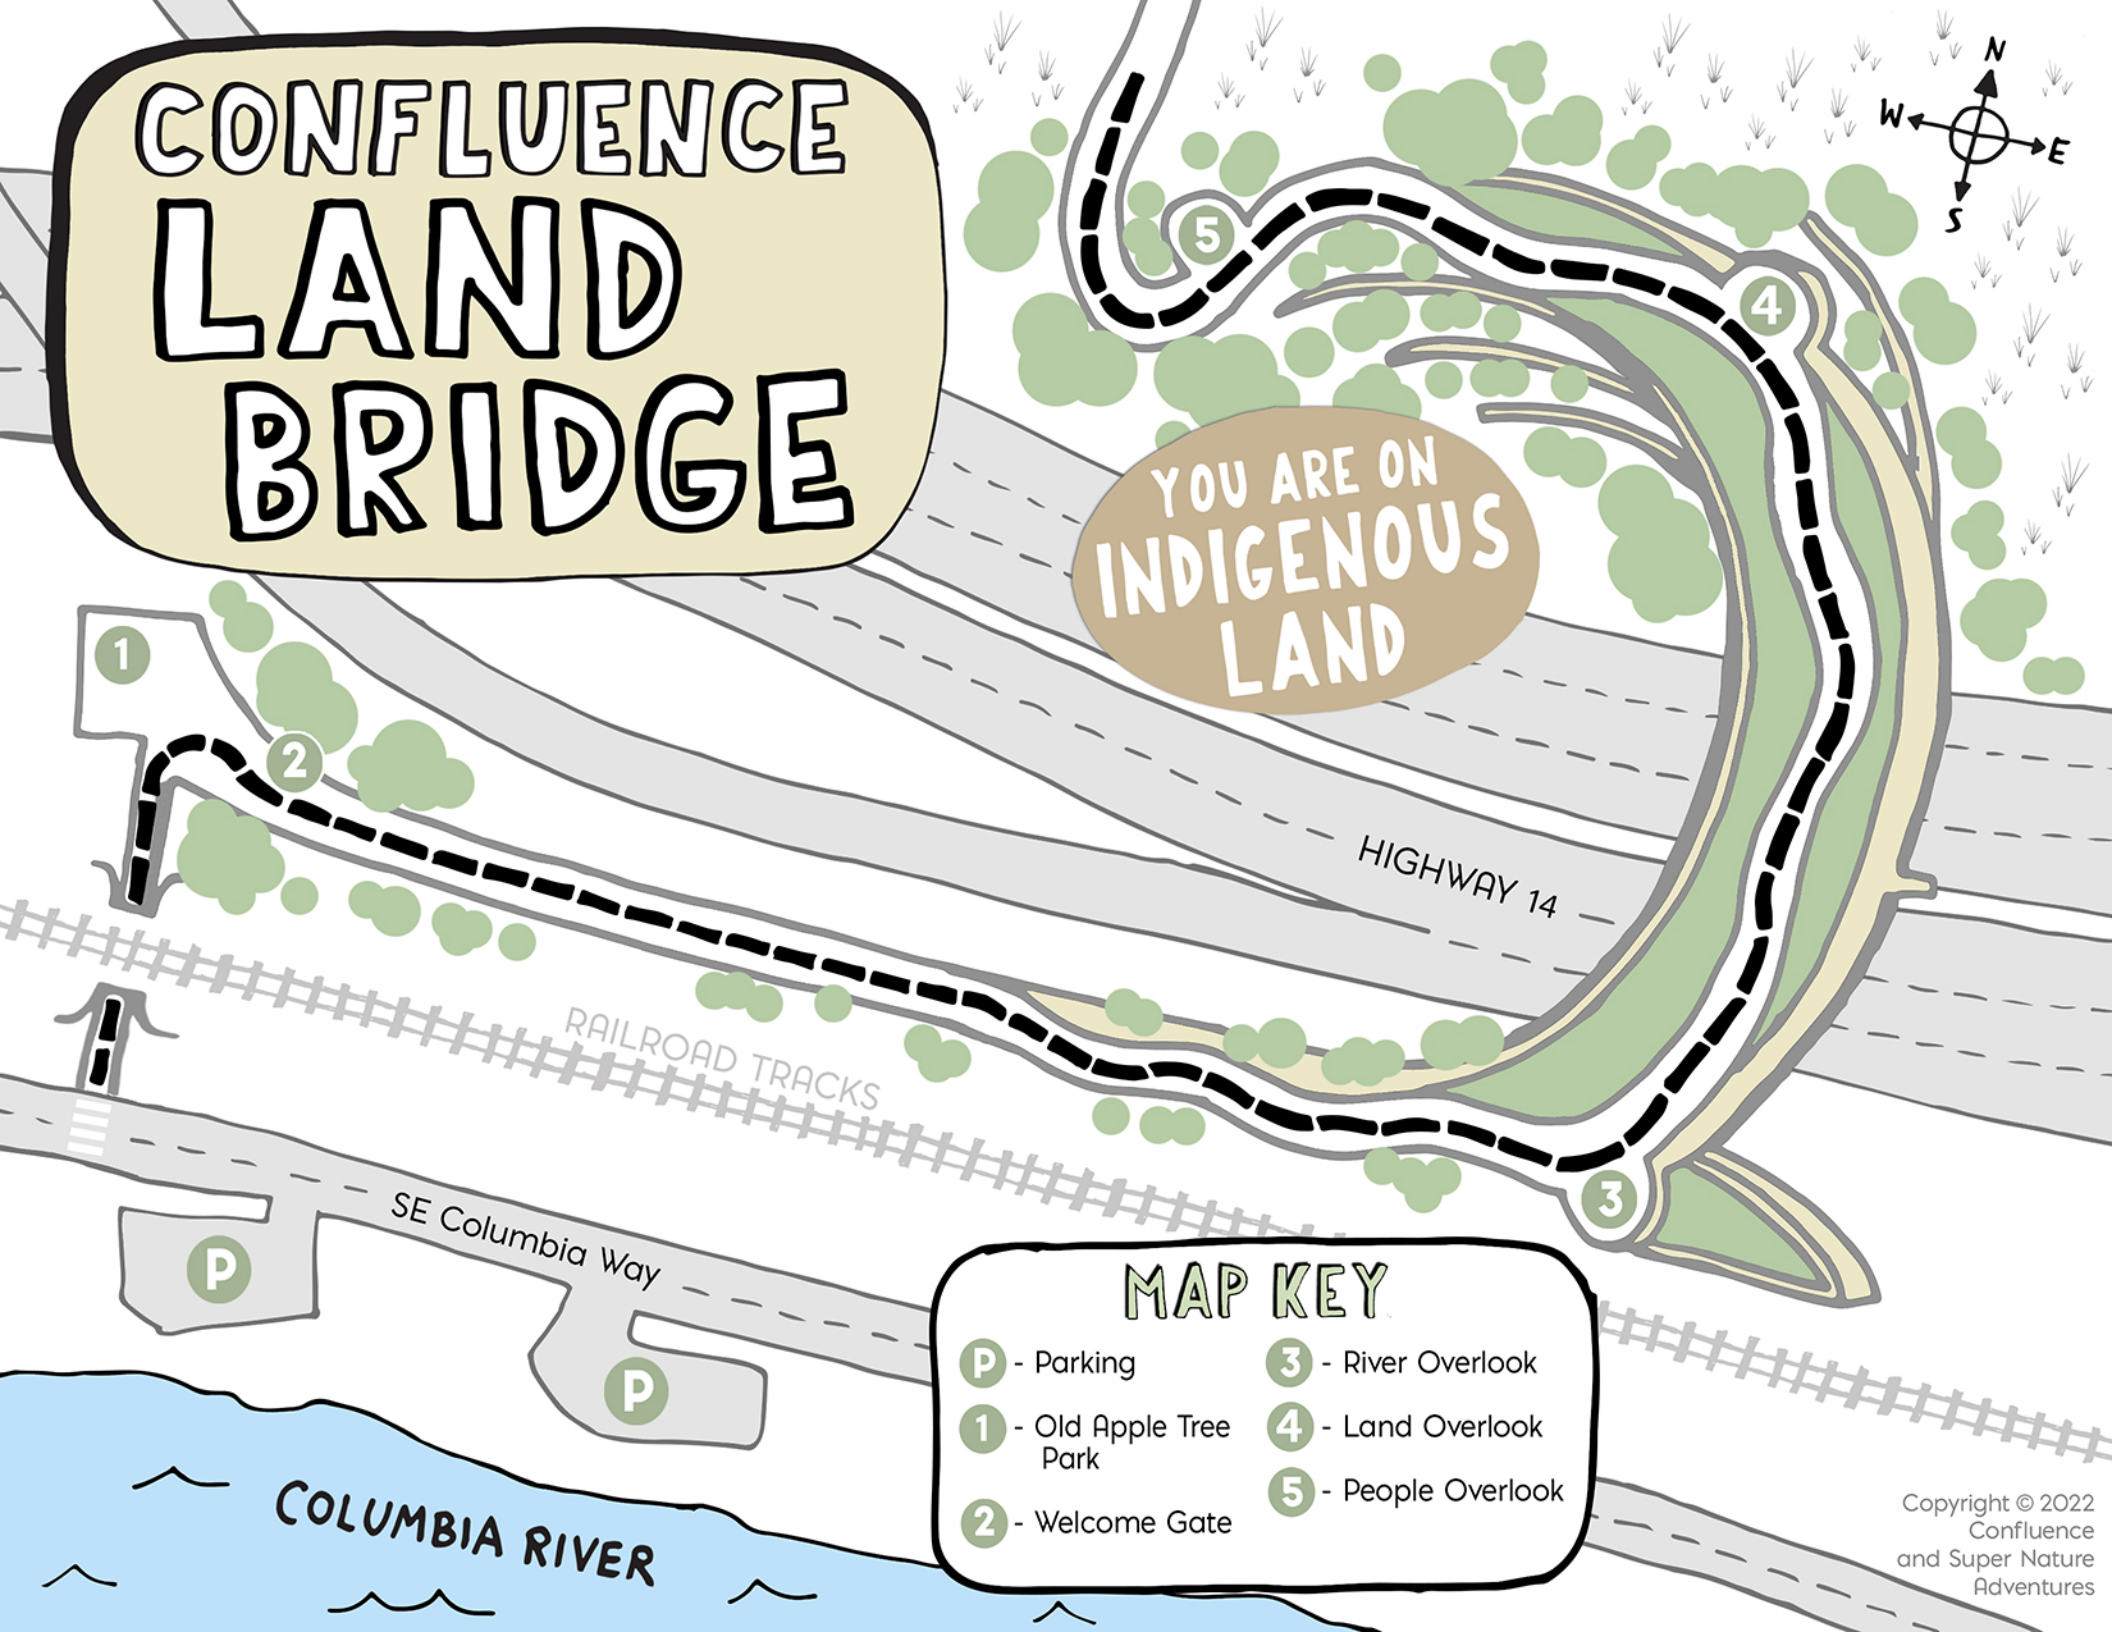 CONFLUENCE
LAND
BRIDGE
N
W
E
S
5
4
YOU ARE ON
INDIGENOUS
LAND
1
2
HIGHWAY 14
RAILROAD TRACKS
SE Columbia Way
3
P
P
COLUMBIA RIVER
MAP KEY
P - Parking
1 - Old Apple Tree
Park
2 - Welcome Gate
3 - River Overlook
4 - Land Overlook
5 - People Overlook
Copyright © 2022
Confluence
and Super Nature
Adventures